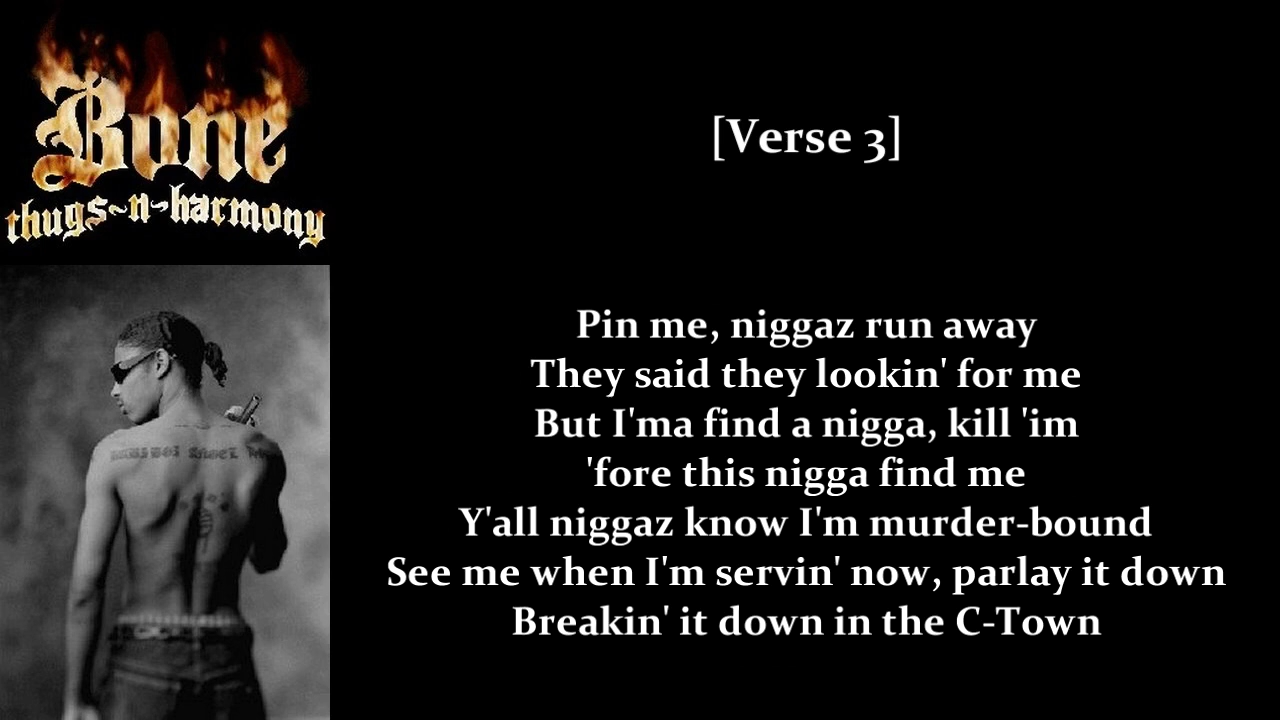 Bone
thugs~n~harmony
[Verse 3]
Pin me, niggaz run away
They said they lookin' for me
But I'ma find a nigga, kill 'im
'fore this nigga find me
Y'all niggaz know I'm murder-bound
See me when I'm servin' now, parlay it down
Breakin' it down in the C-Town